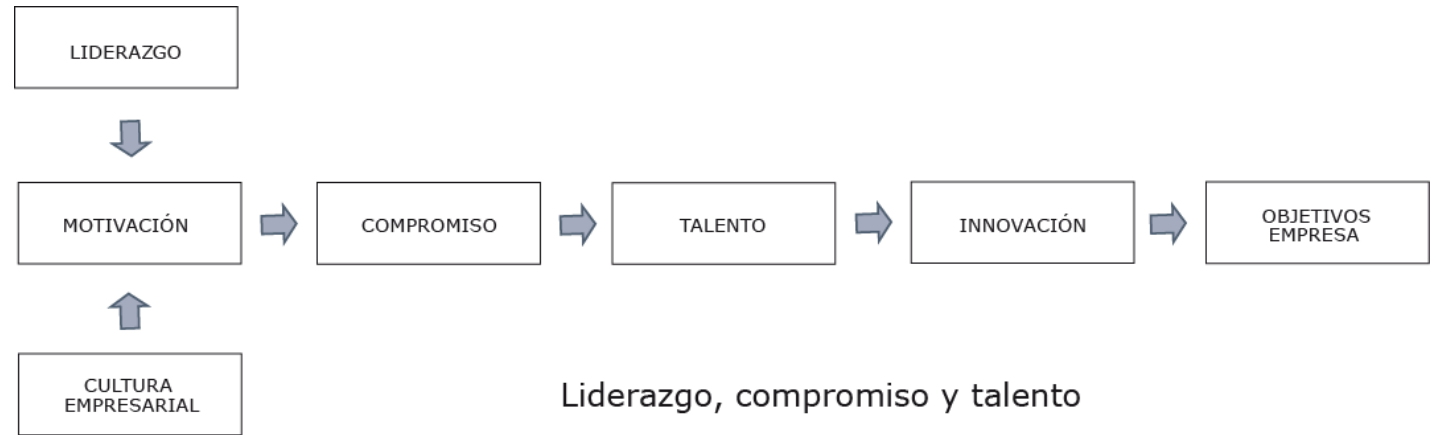 LIDERAZGO
MOTIVACIÓN
COMPROMISO
TALENTO
INNOVACIÓN
OBJETIVOS
EMPRESA
CULTURA
EMPRESARIAL
Liderazgo, compromiso y talento